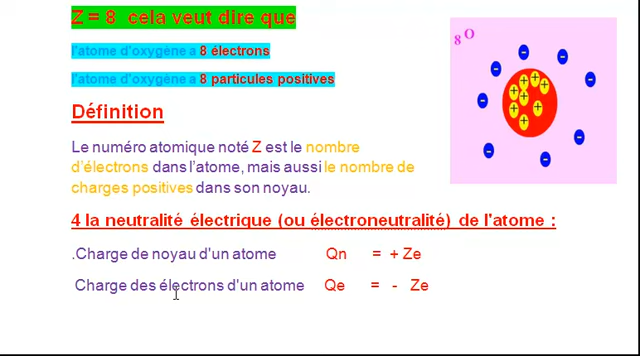 Z = 8 cela veut dire que
l'atome d'oxygène a 8 électrons
l'atome d'oxygène a 8 particules positives
Définition
Le numéro atomique noté Z est le nombre
d'électrons dans l'atome, mais aussi le nombre de
charges positives dans son noyau.
4 la neutralité électrique (ou électroneutralité) de l'atome :
.Charge de noyau d'un atome Qn = + Ze
Charge des électrons d'un atome Qe = - Ze
8 O